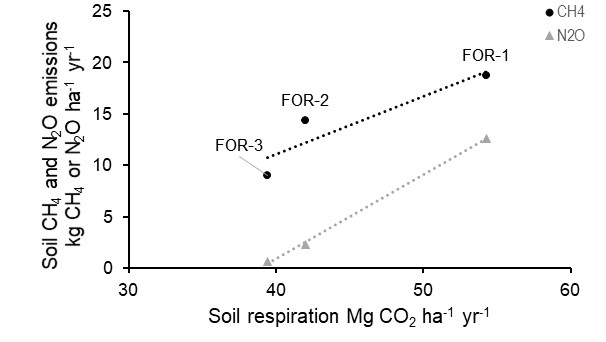 25
CH4
N2O
20
15
10
5
0
FOR-1
FOR-2
FOR-3
Soil CH₄ and N₂O emissions
kg CH₄ or N₂O ha⁻¹ yr⁻¹
30 40 50 60
Soil respiration Mg CO₂ ha⁻¹ yr⁻¹